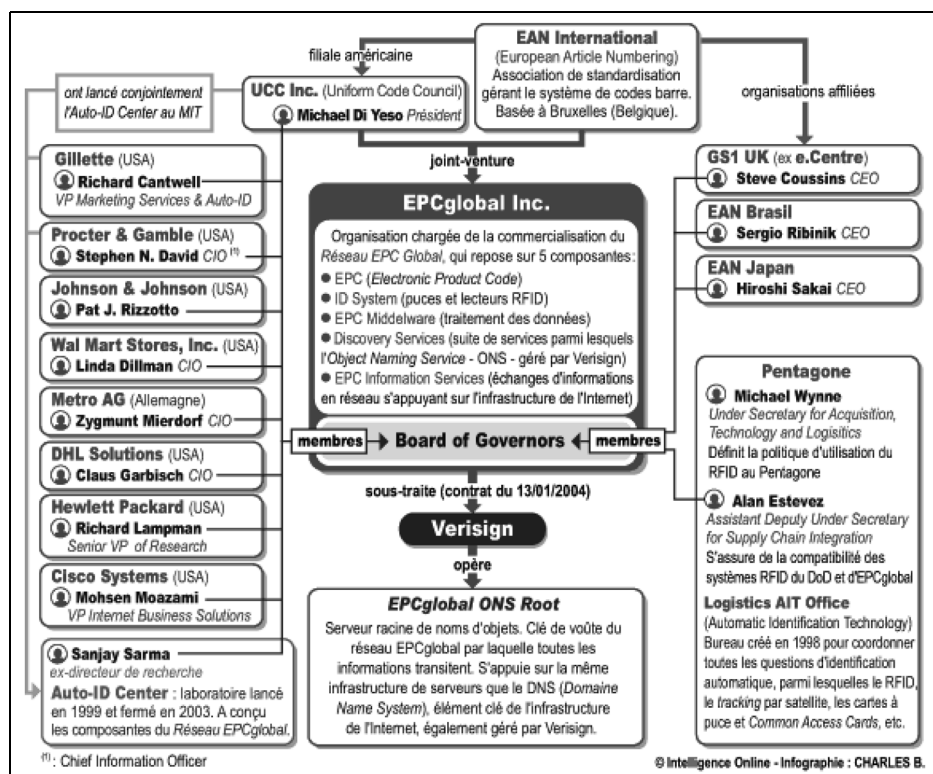 EAN International
(European Article Numbering)
Association de standardisation
gérant le système de codes barre.
Basée à Bruxelles (Belgique).
filiale américaine
organisations affiliées
ont lancé conjointement
l'Auto-ID Center au MIT
UCC Inc. (Uniform Code Council)
Michael Di Yeso Président
joint-venture
Gillette (USA)
Richard Cantwell
VP Marketing Services & Auto-ID
Procter & Gamble (USA)
Stephen N. David CIO (1)
Johnson & Johnson (USA)
Pat J. Rizzotto
Wal Mart Stores, Inc. (USA)
Linda Dillman CIO
Metro AG (Allemagne)
Zygmunt Mierdorf CIO
DHL Solutions (USA)
Claus Garbisch CIO
Hewlett Packard (USA)
Richard Lampman
Senior VP of Research
Cisco Systems (USA)
Mohsen Moazami
VP Internet Business Solutions
Sanjay Sarma
ex-directeur de recherche
Auto-ID Center : laboratoire lancé
en 1999 et fermé en 2003. A conçu
les composantes du Réseau EPCglobal.
(1) : Chief Information Officer
EPCglobal Inc.
Organisation chargée de la commercialisation du
Réseau EPC Global, qui repose sur 5 composantes :
● EPC (Electronic Product Code)
● ID System (puces et lecteurs RFID)
● EPC Middelware (traitement des données)
● Discovery Services (suite de services parmi lesquels
l'Object Naming Service - ONS - géré par Verisign)
● EPC Information Services (échanges d'informations
en réseau s'appuyant sur l'infrastructure de l'Internet)
membres
Board of Governors
membres
sous-traite (contrat du 13/01/2004)
Verisign
opère
EPCglobal ONS Root
Serveur racine de noms d'objets. Clé de voûte du
réseau EPCglobal par laquelle toutes les
informations transitent. S'appuie sur la même
infrastructure de serveurs que le DNS (Domaine
Name System), élément clé de l'infrastructure
de l'Internet, également géré par Verisign.
GS1 UK (ex e.Centre)
Steve Coussins CEO
EAN Brasil
Sergio Ribinik CEO
EAN Japan
Hiroshi Sakai CEO
Pentagone
Michael Wynne
Under Secretary for Acquisition,
Technology and Logisitics
Définit la politique d'utilisation du
RFID au Pentagone
Alan Estevez
Assistant Deputy Under Secretary
for Supply Chain Integration
S'assure de la compatibilité des
systèmes RFID du DoD et d'EPCglobal
Logistics AIT Office
(Automatic Identification Technology)
Bureau créé en 1998 pour coordonner
toutes les questions d'identification
automatique, parmi lesquelles le RFID,
le tracking par satellite, les cartes à
puce et Common Access Cards, etc.
© Intelligence Online - Infographie : CHARLES B.